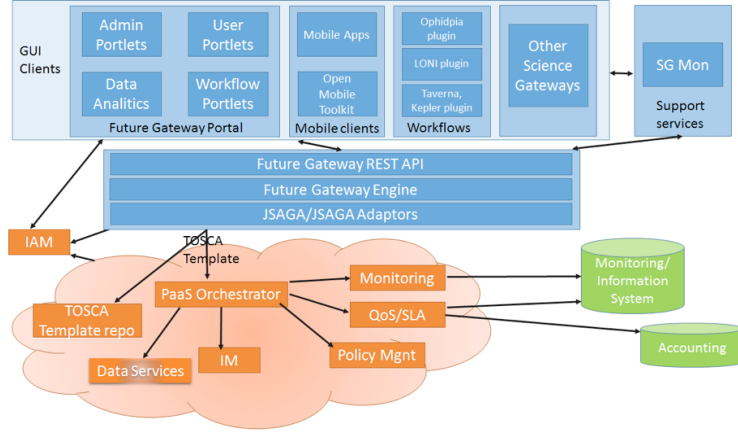 GUI
Clients
Admin
Portlets
User
Portlets
Data
Analitics
Workflow
Portlets
Future Gateway Portal
Mobile Apps
Open
Mobile
Toolkit
Mobile clients
Ophidpia
plugin
LONI plugin
Taverna,
Kepler plugin
Workflows
Other
Science
Gateways
SG Mon
Support
services
Future Gateway REST API
Future Gateway Engine
JSAGA/JSAGA Adaptors
IAM
TOSCA
Template
PaaS Orchestrator
TOSCA
Template repo
Data Services
IM
Monitoring
QoS/SLA
Policy Mgnt
Monitoring/
Information
System
Accounting